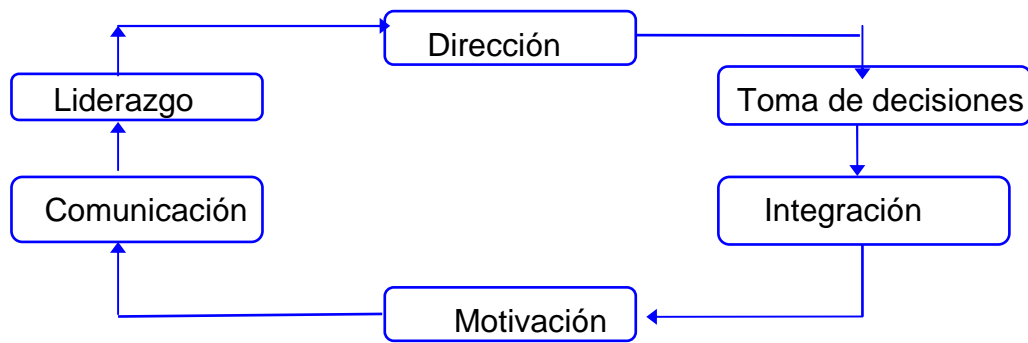 Dirección
Liderazgo
Toma de decisiones
Comunicación
Integración
Motivación